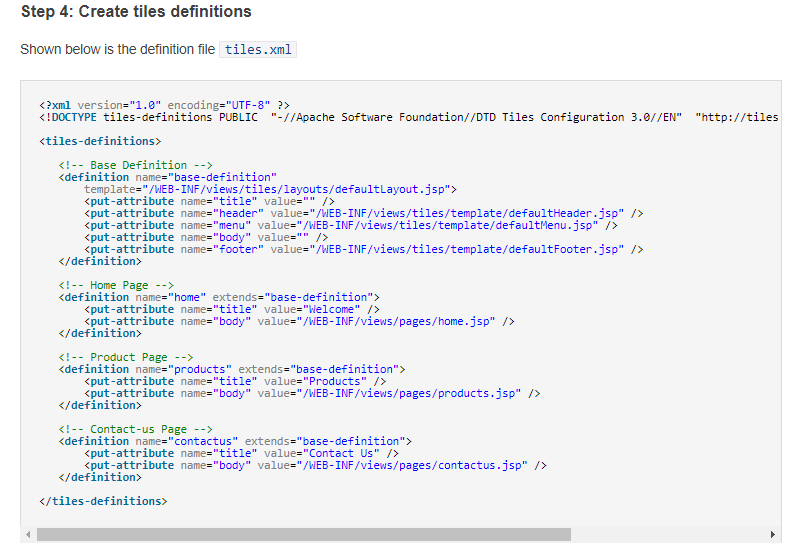 Step 4: Create tiles definitions
Shown below is the definition file tiles.xml
<?xml version="1.0" encoding="UTF-8" ?>
<!DOCTYPE tiles-definitions PUBLIC  "-//Apache Software Foundation//DTD Tiles Configuration 3.0//EN"  "http://tiles
<tiles-definitions>
<!-- Base Definition -->
<definition name="base-definition"
template="/WEB-INF/views/tiles/layouts/defaultLayout.jsp">
<put-attribute name="title" value="" />
<put-attribute name="header" value="/WEB-INF/views/tiles/template/defaultHeader.jsp" />
<put-attribute name="menu" value="/WEB-INF/views/tiles/template/defaultMenu.jsp" />
<put-attribute name="body" value="" />
<put-attribute name="footer" value="/WEB-INF/views/tiles/template/defaultFooter.jsp" />
</definition>
<!-- Home Page -->
<definition name="home" extends="base-definition">
<put-attribute name="title" value="Welcome" />
<put-attribute name="body" value="/WEB-INF/views/pages/home.jsp" />
</definition>
<!-- Product Page -->
<definition name="products" extends="base-definition">
<put-attribute name="title" value="Products" />
<put-attribute name="body" value="/WEB-INF/views/pages/products.jsp" />
</definition>
<!-- Contact-us Page -->
<definition name="contactus" extends="base-definition">
<put-attribute name="title" value="Contact Us" />
<put-attribute name="body" value="/WEB-INF/views/pages/contactus.jsp" />
</definition>
</tiles-definitions>